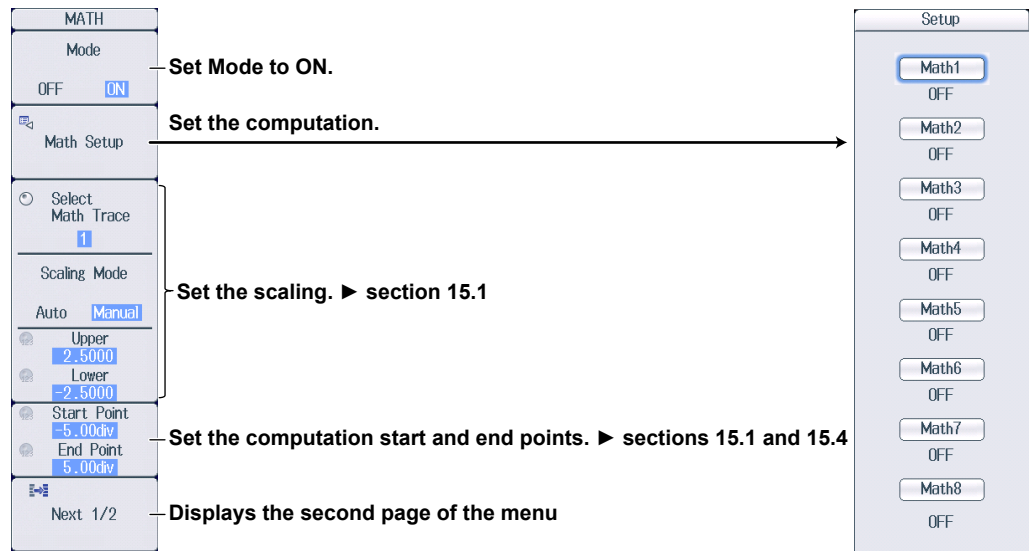 MATH
Mode
OFF ON
Set Mode to ON.
Math Setup
Set the computation.
Select
Math Trace
1
Scaling Mode
Auto Manual
Upper
2.5000
Lower
-2.5000
Set the scaling. ► section 15.1
Start Point
-5.00div
End Point
5.00div
Set the computation start and end points. ► sections 15.1 and 15.4
Next 1/2
Displays the second page of the menu
Setup
Math1
OFF
Math2
OFF
Math3
OFF
Math4
OFF
Math5
OFF
Math6
OFF
Math7
OFF
Math8
OFF